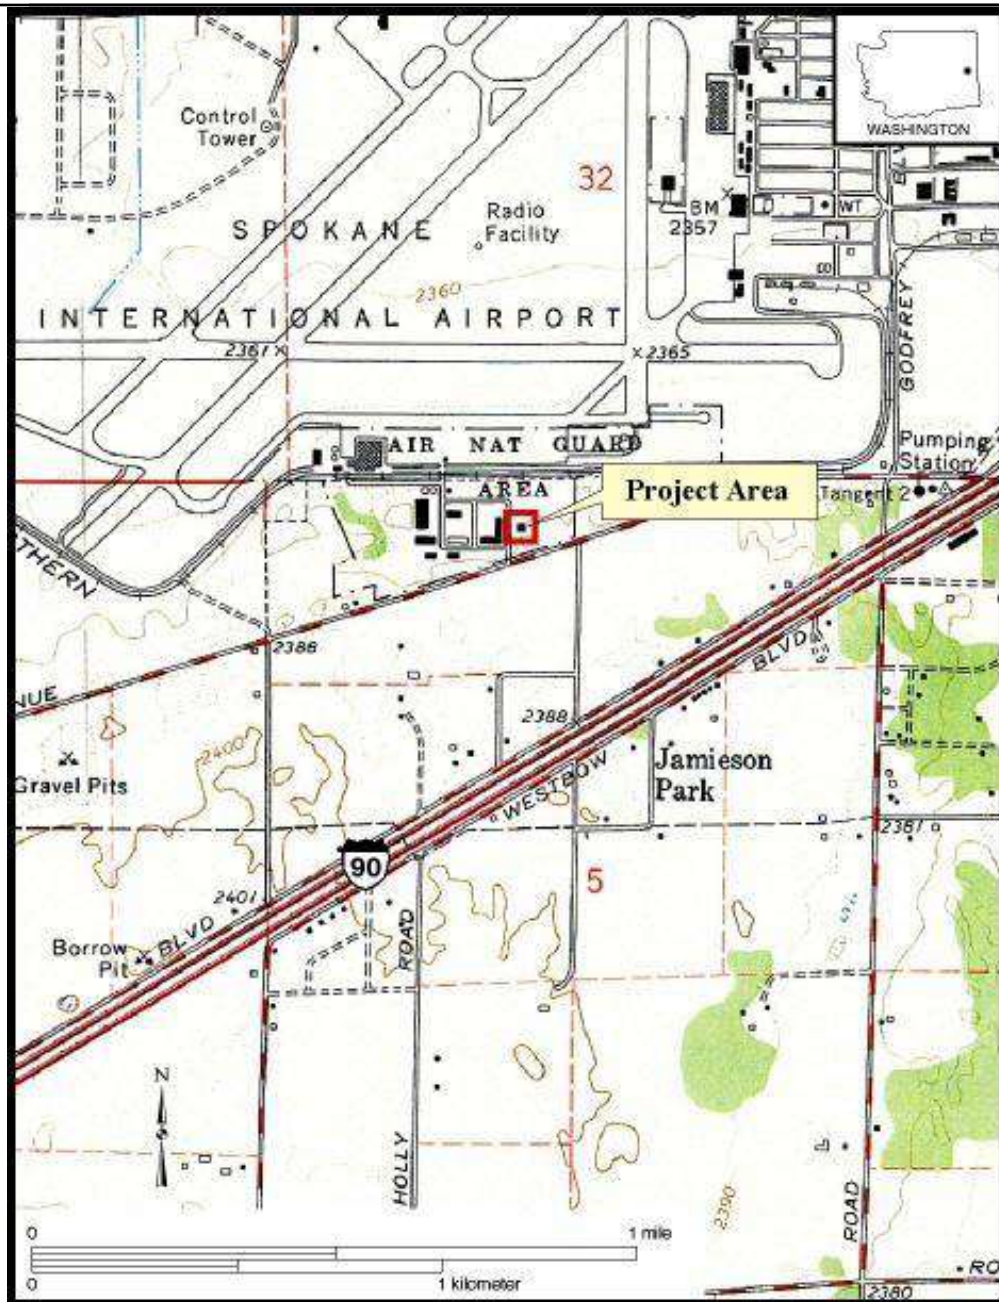 WASHINGTON
Control
Tower
32
SPOKANE
Radio
Facility
BM
2357
WT
2360
INTERNATIONAL AIRPORT
GODFREY
2361
2365
AIR NAT GUARD
AREA
Pumping
Station
Project Area
Tangent 2
THERN
2388
NUE
BLVD
2388
2400
Gravel Pits
WESTBOW
Jamieson
Park
2381
90
5
2401
BLVD
Borrow
Pit
ROAD
N
HOLLY
2390
ROAD
0
1 mile
0
1 kilometer
RO
2380